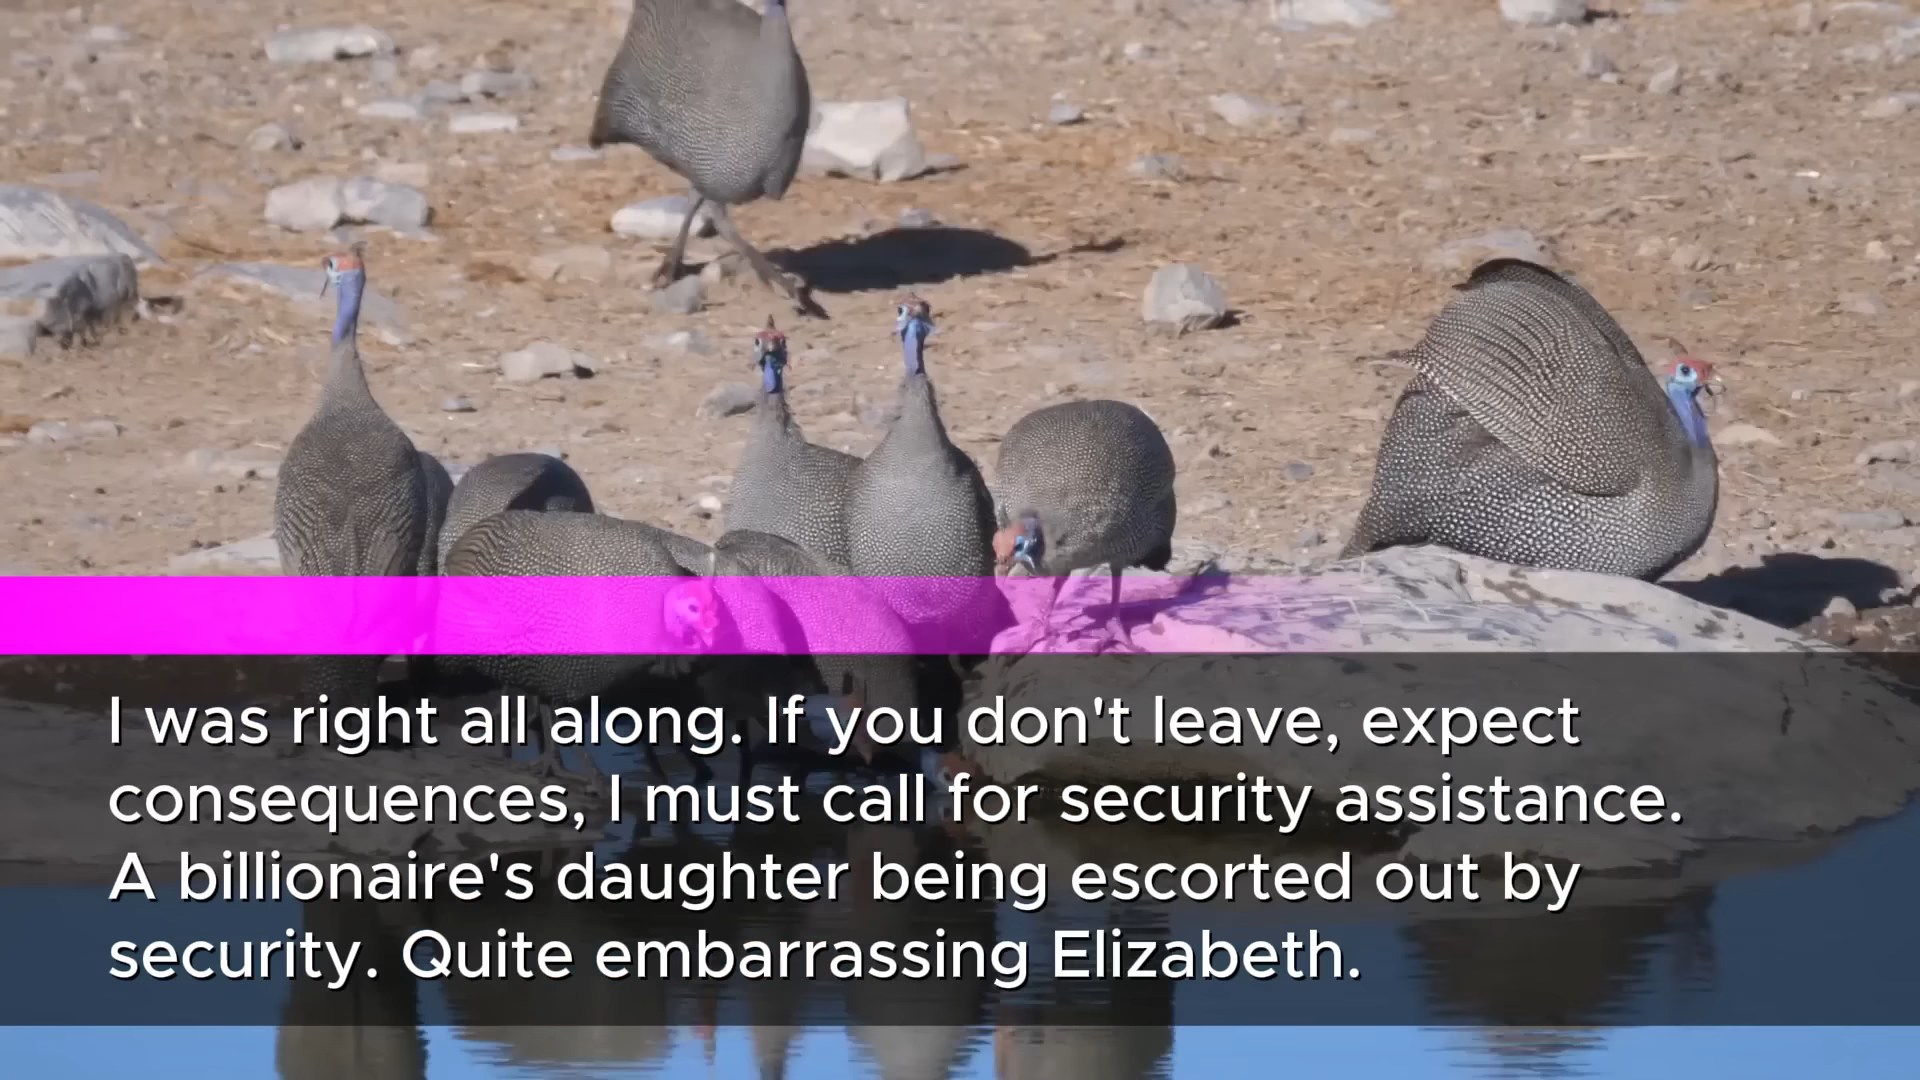 I was right all along. If you don't leave, expect
consequences, I must call for security assistance.
A billionaire's daughter being escorted out by
security. Quite embarrassing Elizabeth.